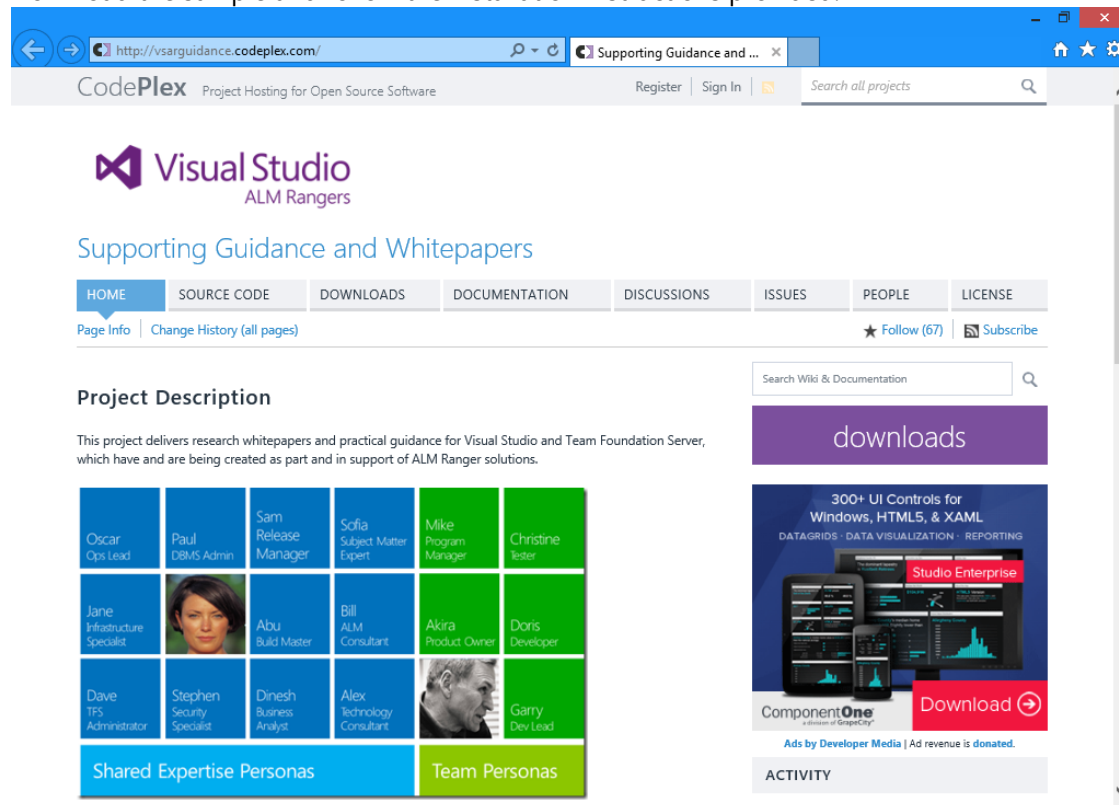 http://vsarguidance.codeplex.com/
Supporting Guidance and ...
CodePlex Project Hosting for Open Source Software
Register Sign In
Search all projects
Visual Studio
ALM Rangers
Supporting Guidance and Whitepapers
HOME SOURCE CODE DOWNLOADS DOCUMENTATION DISCUSSIONS ISSUES PEOPLE LICENSE
Page Info Change History (all pages)
Follow (67) Subscribe
Search Wiki & Documentation
Project Description
This project delivers research whitepapers and practical guidance for Visual Studio and Team Foundation Server,
which have and are being created as part and in support of ALM Ranger solutions.
downloads
Oscar
Ops Lead
Paul
DBMS Admin
Sam
Release
Manager
Sofia
Subject Matter
Expert
Mike
Program
Manager
Christine
Tester
Jane
Infrastructure
Specialist
Abu
Build Master
Bill
ALM
Consultant
Akira
Product Owner
Doris
Developer
Dave
TFS
Administrator
Stephen
Security
Specialist
Dinesh
Business
Analyst
Alex
Technology
Consultant
Garry
Dev Lead
Shared Expertise Personas
Team Personas
300+ UI Controls for
Windows, HTML5, & XAML
DATAGRIDS · DATA VISUALIZATION · REPORTING
Studio Enterprise
Download
ComponentOne
a division of GrapeCity
Ads by Developer Media | Ad revenue is donated.
ACTIVITY